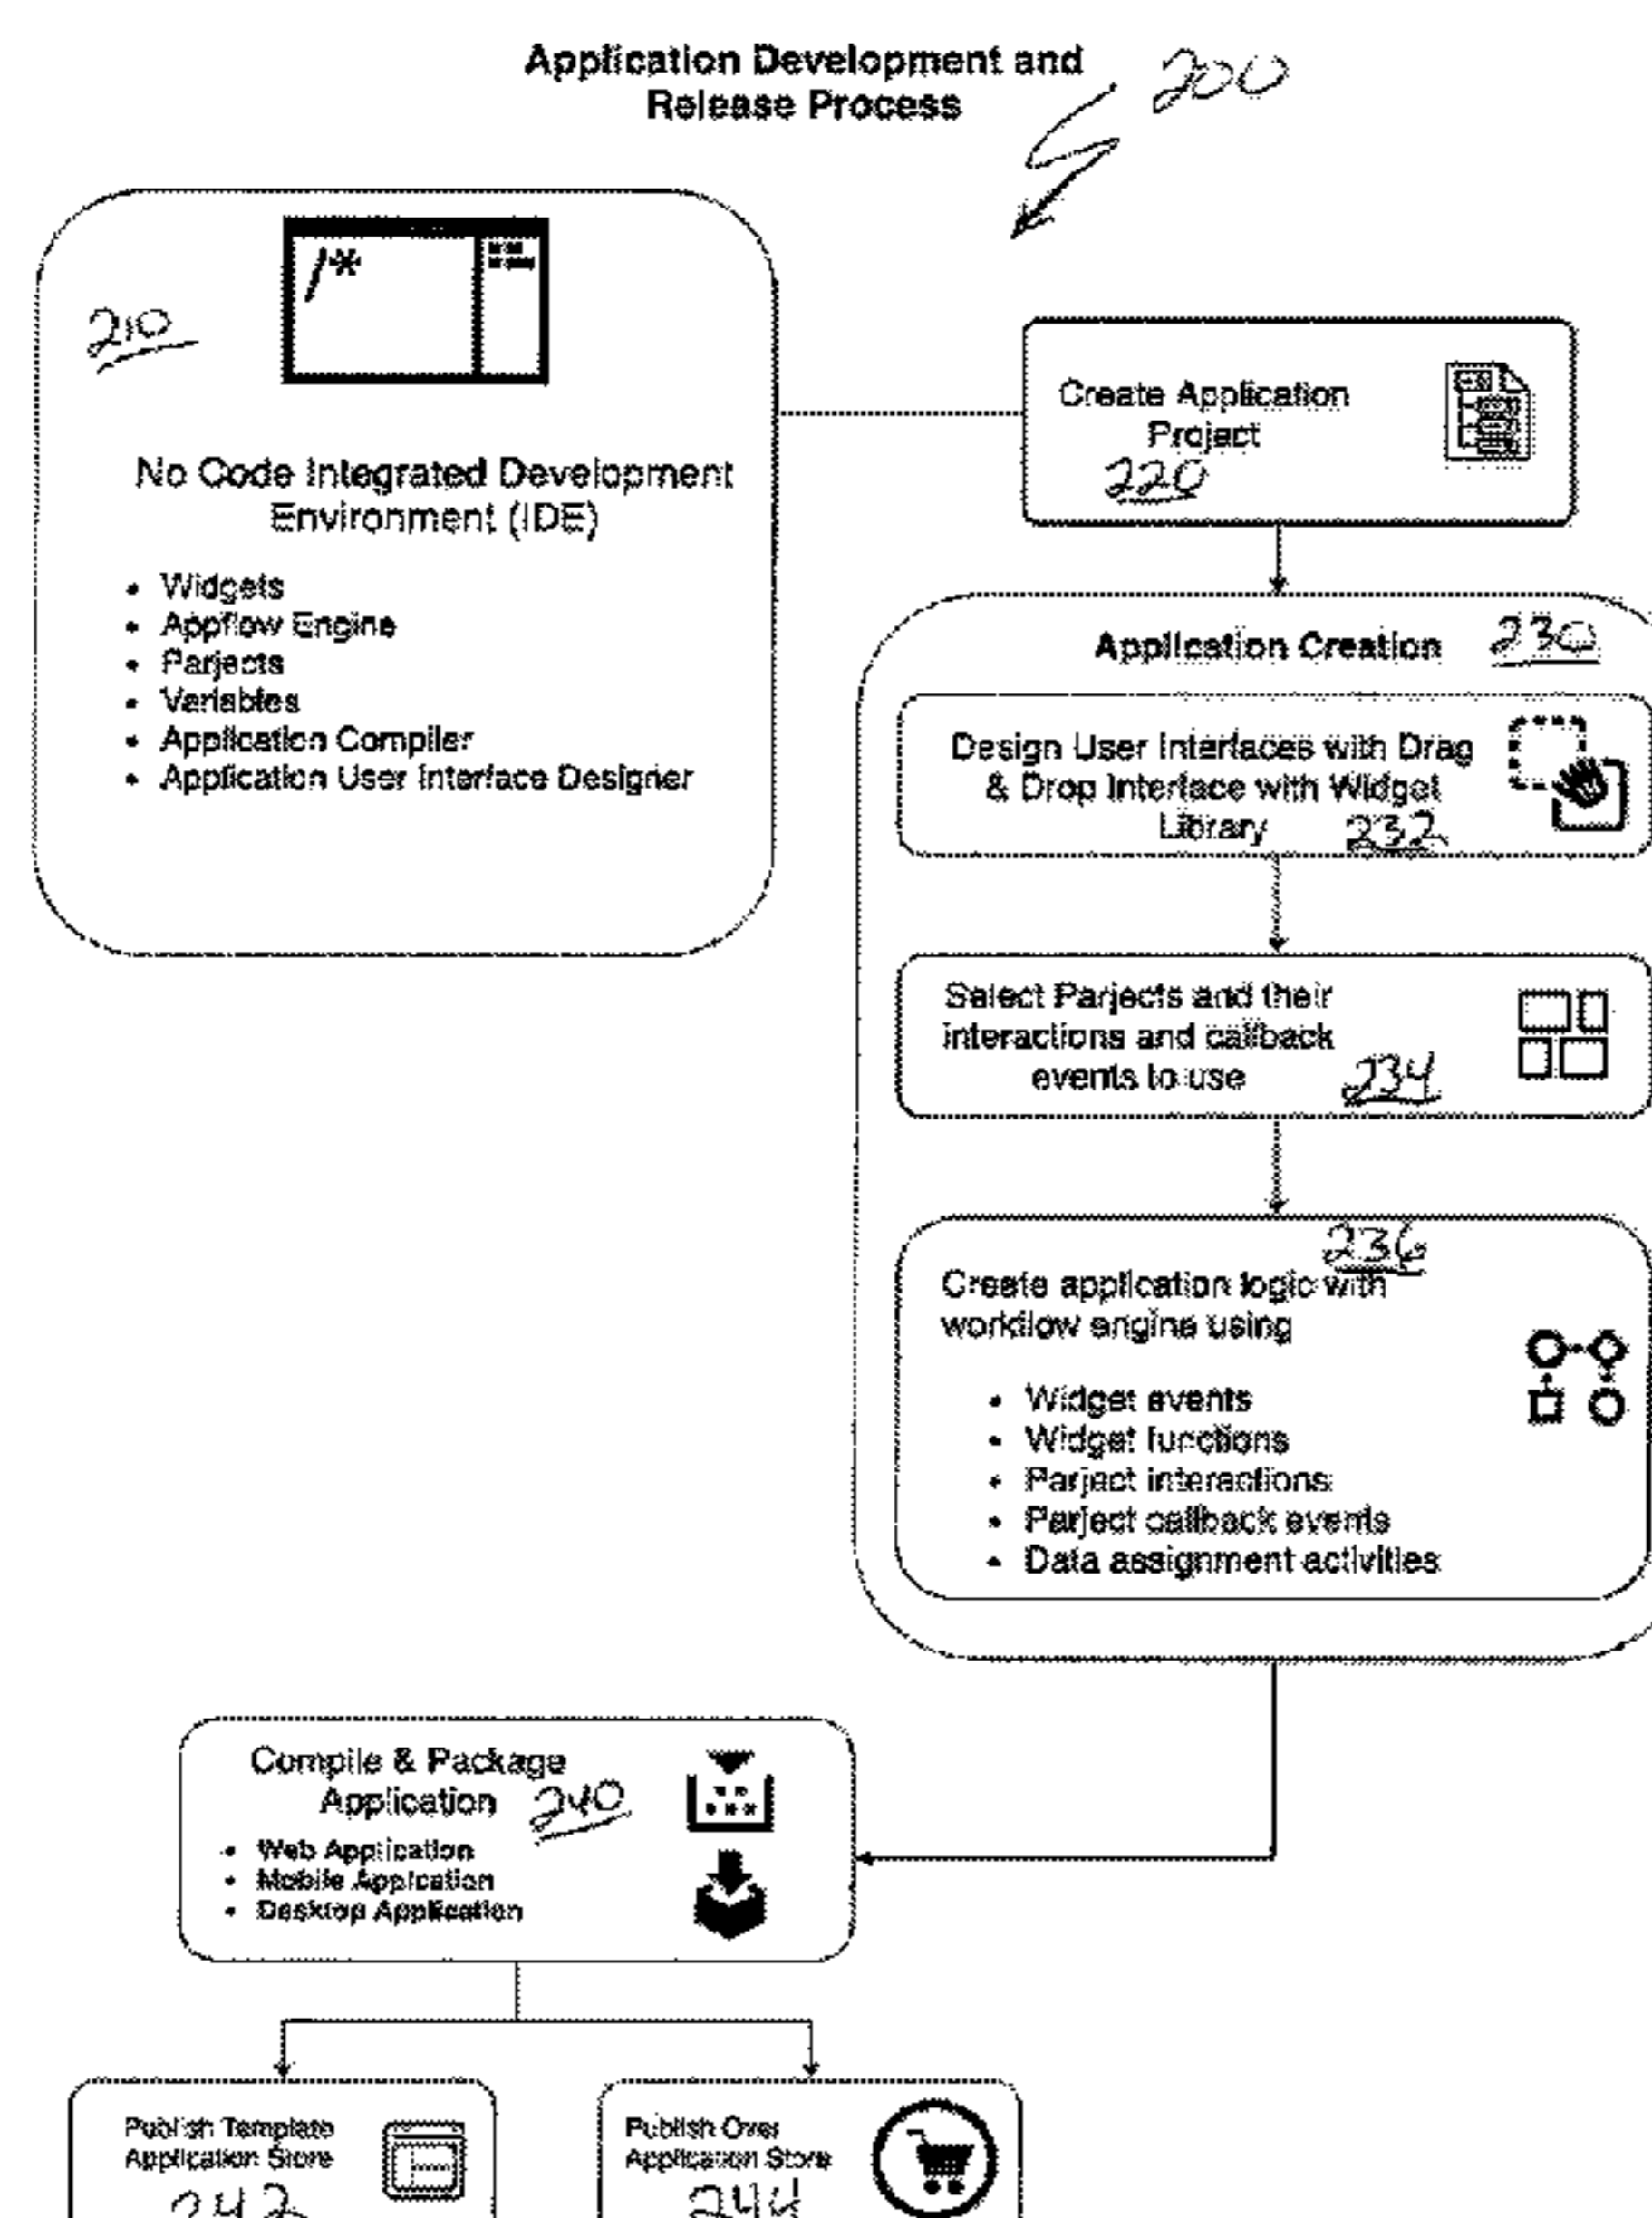 Application Development and
Release Process
200
210
/*
No Code Integrated Development
Environment (IDE)
• Widgets
• Appflow Engine
• Parjects
• Variables
• Application Compiler
• Application User Interface Designer
Create Application
Project
220
Application Creation 230
Design User Interfaces with Drag
& Drop Interface with Widget
Library 232
Select Parjects and their
interactions and callback
events to use 234
236
Create application logic with
workflow engine using
• Widget events
• Widget functions
• Parject interactions
• Parject callback events
• Data assignment activities
Compile & Package
Application 240
• Web Application
• Mobile Application
• Desktop Application
Publish Template
Application Store
242
Publish Over
Application Store
244